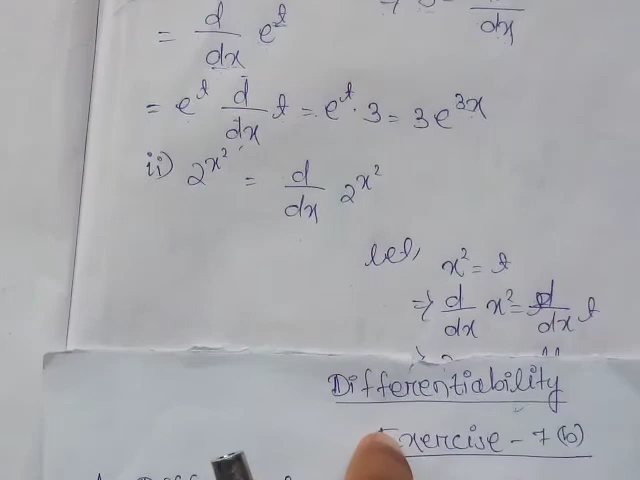 = d/dx e^t
dx
= e^t d/dx t = e^t · 3 = 3e^3x
ii) 2^x² = d/dx 2^x²
let, x² = t
=> d/dx x² = d/dx t
Differentiability
Exercise - 7(b)